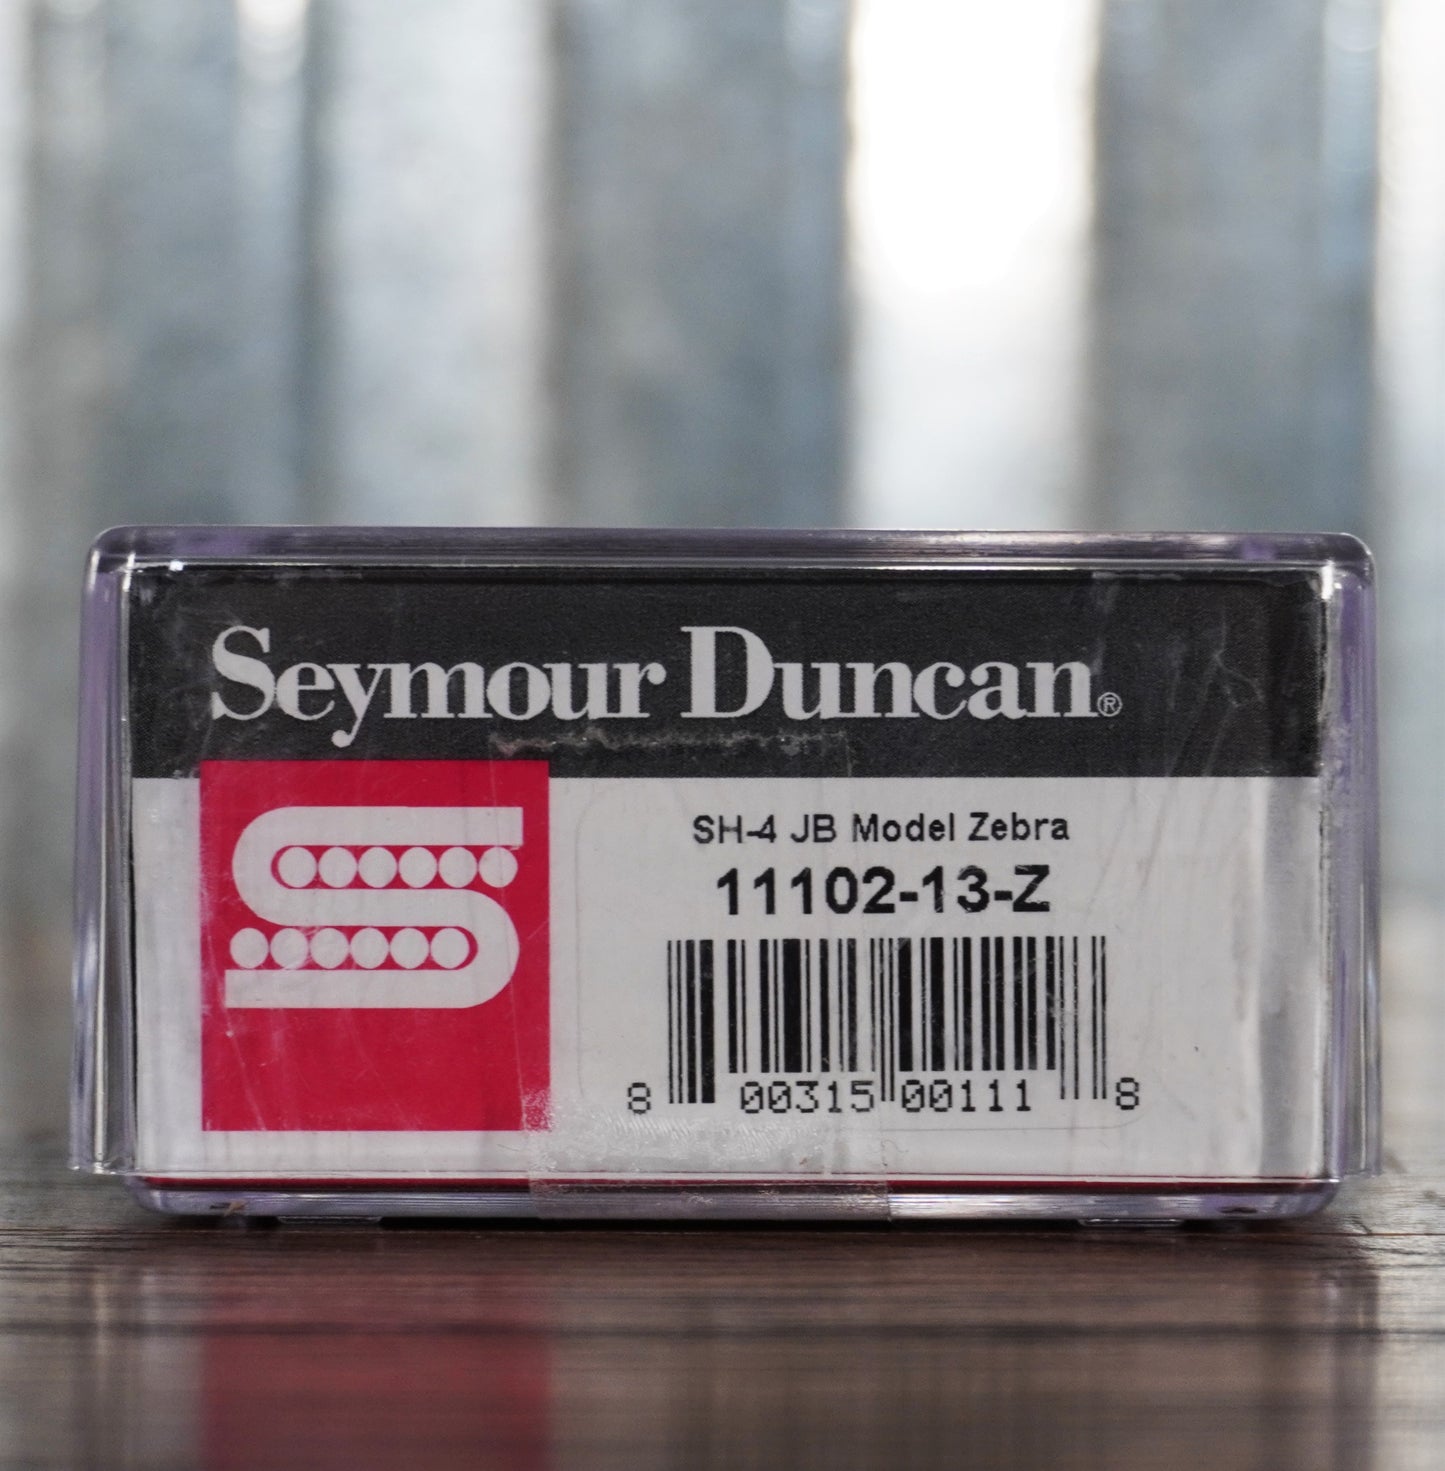 Seymour Duncan®
SH-4 JB Model Zebra
11102-13-Z
8 00315 00111 8